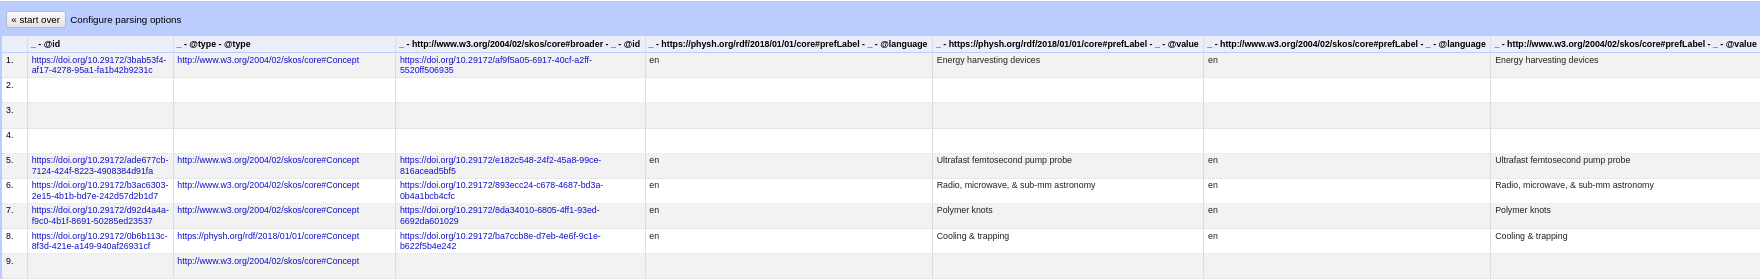 « start over Configure parsing options
_ - @id _ - @type - @type _ - http://www.w3.org/2004/02/skos/core#broader - _ - @id _ - https://physh.org/rdf/2018/01/01/core#prefLabel - _ - @language _ - https://physh.org/rdf/2018/01/01/core#prefLabel - _ - @value _ - http://www.w3.org/2004/02/skos/core#prefLabel - _ - @language _ - http://www.w3.org/2004/02/skos/core#prefLabel - _ - @value
1. https://doi.org/10.29172/3bab53f4- http://www.w3.org/2004/02/skos/core#Concept https://doi.org/10.29172/af9f5a05-6917-40cf-a2ff- en Energy harvesting devices en Energy harvesting devices
af17-4278-95a1-fa1b42b9231c 5520ff506935
2.
3.
4.
5. https://doi.org/10.29172/ade677cb- http://www.w3.org/2004/02/skos/core#Concept https://doi.org/10.29172/e182c548-24f2-45a8-99ce- en Ultrafast femtosecond pump probe en Ultrafast femtosecond pump probe
7124-424f-8223-4908384d91fa 816acead5bf5
6. https://doi.org/10.29172/b3ac6303- http://www.w3.org/2004/02/skos/core#Concept https://doi.org/10.29172/893ecc24-c678-4687-bd3a- en Radio, microwave, & sub-mm astronomy en Radio, microwave, & sub-mm astronomy
2e15-4b1b-bd7e-242d57d2b1d7 0b4a1bcb4cfc
7. https://doi.org/10.29172/d92d4a4a- http://www.w3.org/2004/02/skos/core#Concept https://doi.org/10.29172/8da34010-6805-4ff1-93ed- en Polymer knots en Polymer knots
f9c0-4b1f-8691-50285ed23537 6692da601029
8. https://doi.org/10.29172/0b6b113c- https://physh.org/rdf/2018/01/01/core#Concept https://doi.org/10.29172/ba7ccb8e-d7eb-4e6f-9c1e- en Cooling & trapping en Cooling & trapping
8f3d-421e-a149-940af26931cf b622f5b4e242
9. http://www.w3.org/2004/02/skos/core#Concept